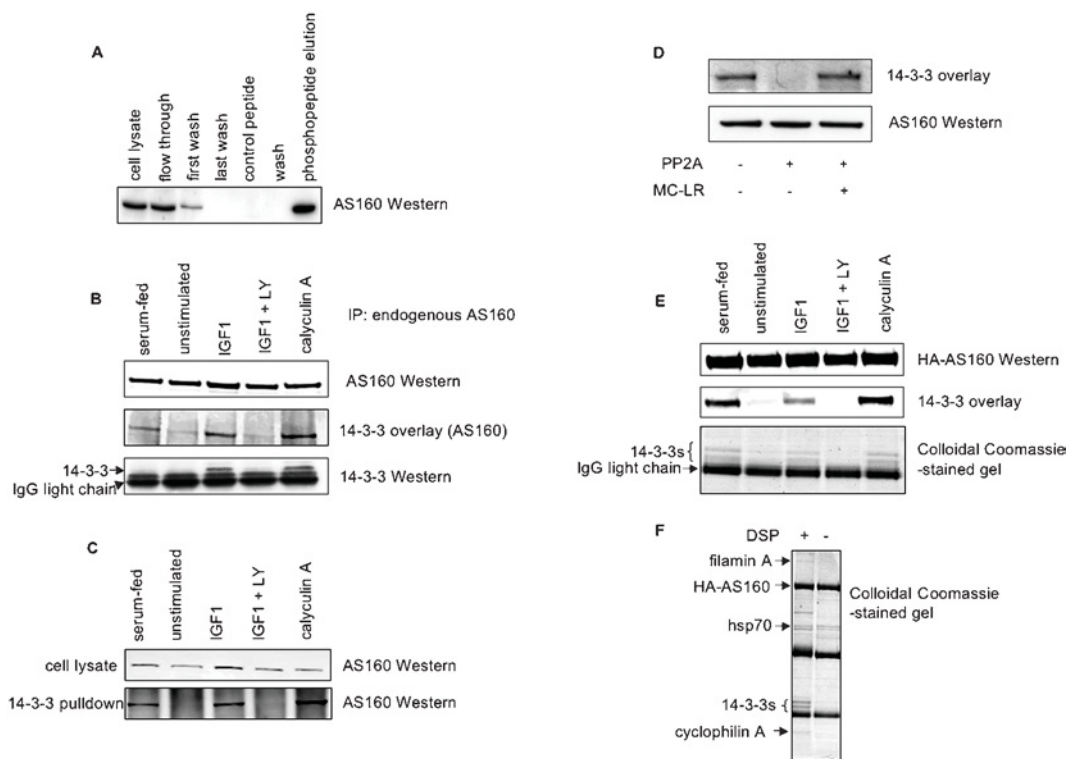 A
cell lysate
flow through
first wash
last wash
control peptide
wash
phosphopeptide elution
AS160 Western
B
serum-fed
unstimulated
IGF1
IGF1 + LY
calyculin A
IP: endogenous AS160
AS160 Western
14-3-3 overlay (AS160)
14-3-3
IgG light chain
14-3-3 Western
C
serum-fed
unstimulated
IGF1
IGF1 + LY
calyculin A
cell lysate
AS160 Western
14-3-3 pulldown
AS160 Western
D
14-3-3 overlay
AS160 Western
PP2A - + +
MC-LR - - +
E
serum-fed
unstimulated
IGF1
IGF1 + LY
calyculin A
HA-AS160 Western
14-3-3 overlay
14-3-3s
IgG light chain
Colloidal Coomassie
-stained gel
F
DSP + -
filamin A
HA-AS160
Colloidal Coomassie
-stained gel
hsp70
14-3-3s
cyclophilin A